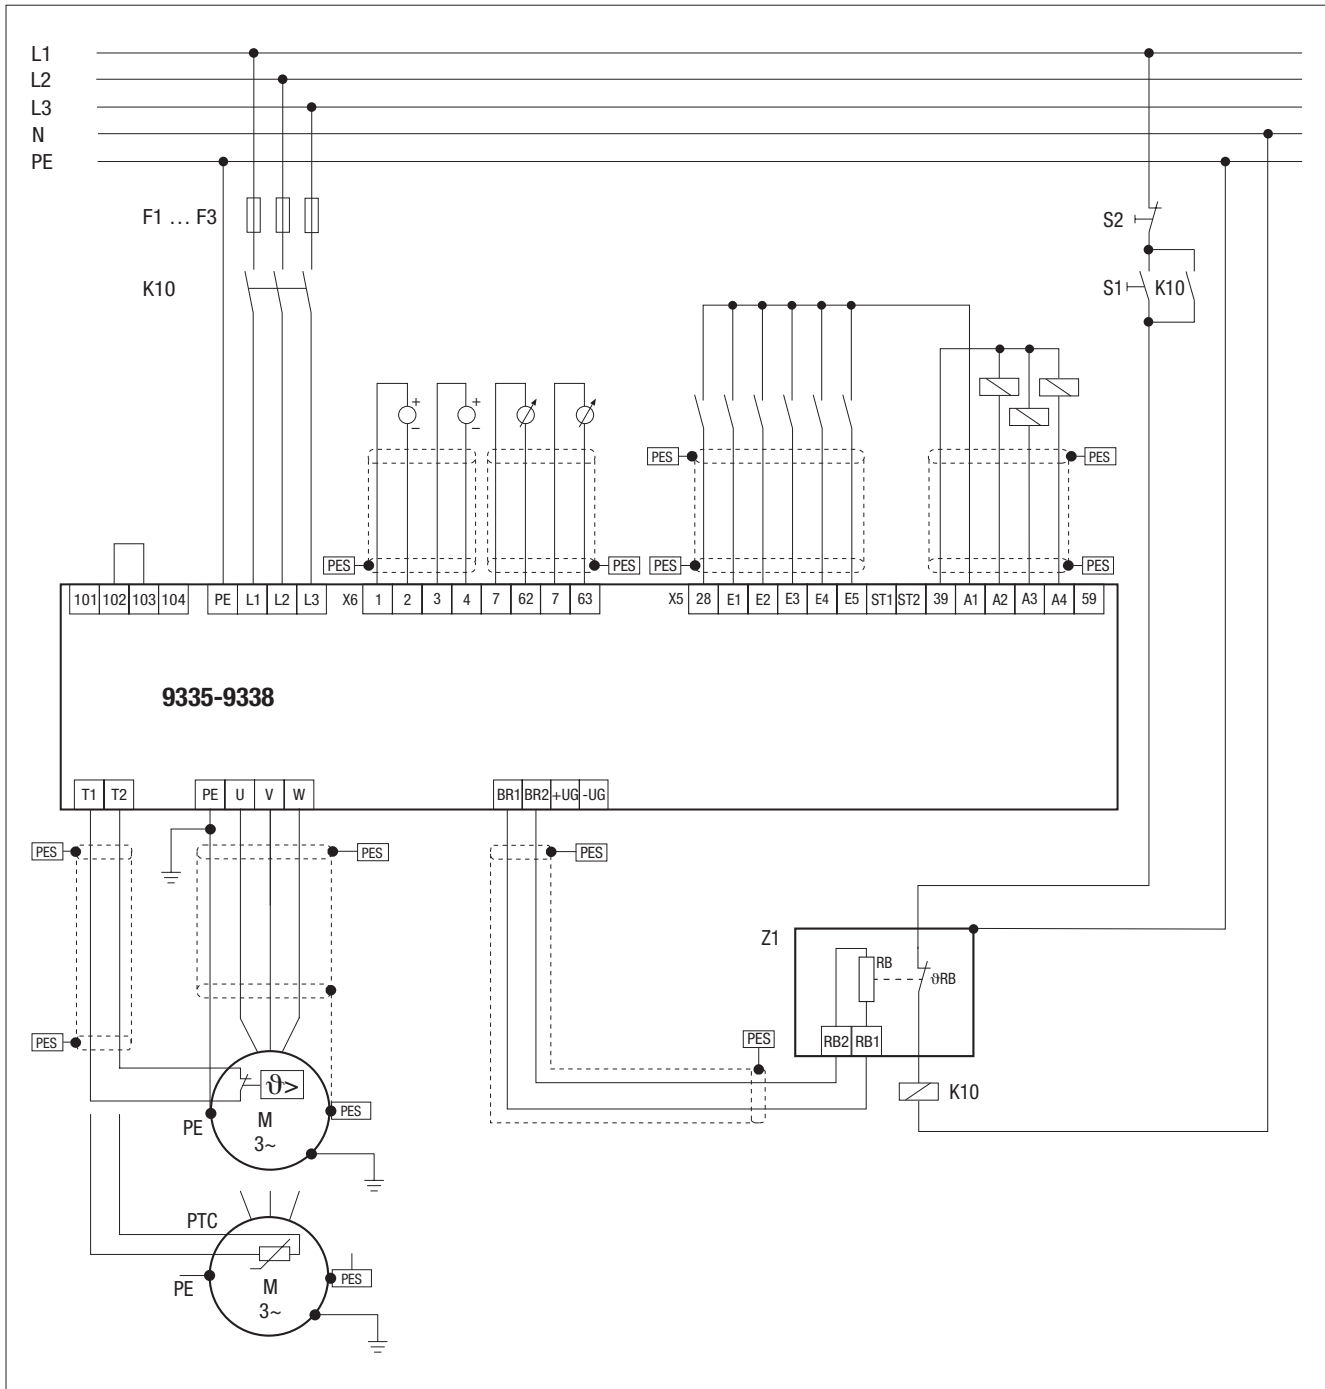 L1
L2
L3
N
PE
F1 … F3
S2
K10
S1 K10
+ + 
− −
PES PES
PES PES PES PES
101 102 103 104 PE L1 L2 L3 X6 1 2 3 4 7 62 7 63 X5 28 E1 E2 E3 E4 E5 ST1 ST2 39 A1 A2 A3 A4 59
9335-9338
T1 T2 PE U V W BR1 BR2 +UG -UG
PES PES PES
Z1
RB
ϑRB
PES PES RB2 RB1
ϑ> K10
PES
PE M
3~
PTC
PE M PES
3~